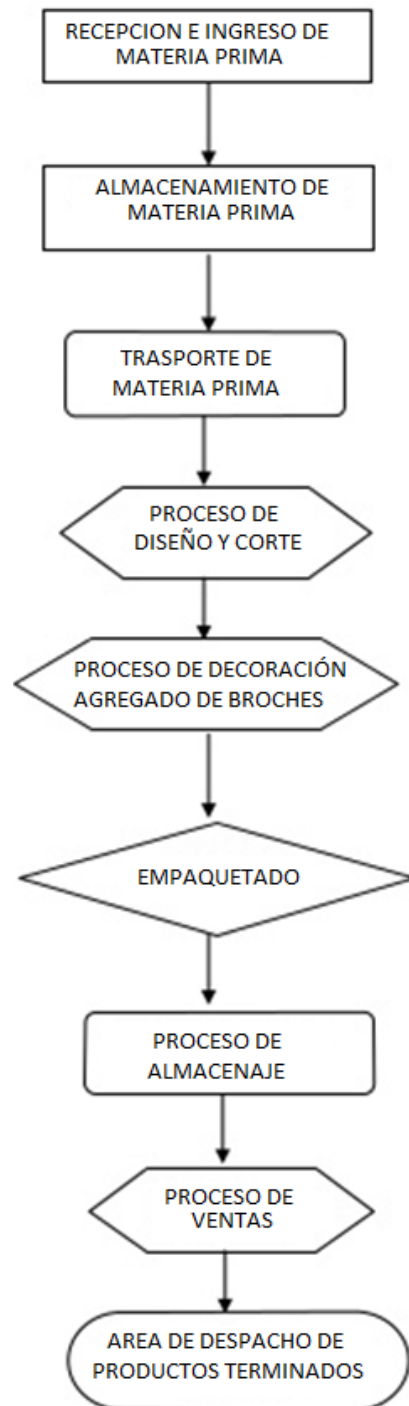 RECEPCION E INGRESO DE
MATERIA PRIMA
ALMACENAMIENTO DE
MATERIA PRIMA
TRASPORTE DE
MATERIA PRIMA
PROCESO DE
DISEÑO Y CORTE
PROCESO DE DECORACIÓN
AGREGADO DE BROCHES
EMPAQUETADO
PROCESO DE
ALMACENAJE
PROCESO DE
VENTAS
AREA DE DESPACHO DE
PRODUCTOS TERMINADOS